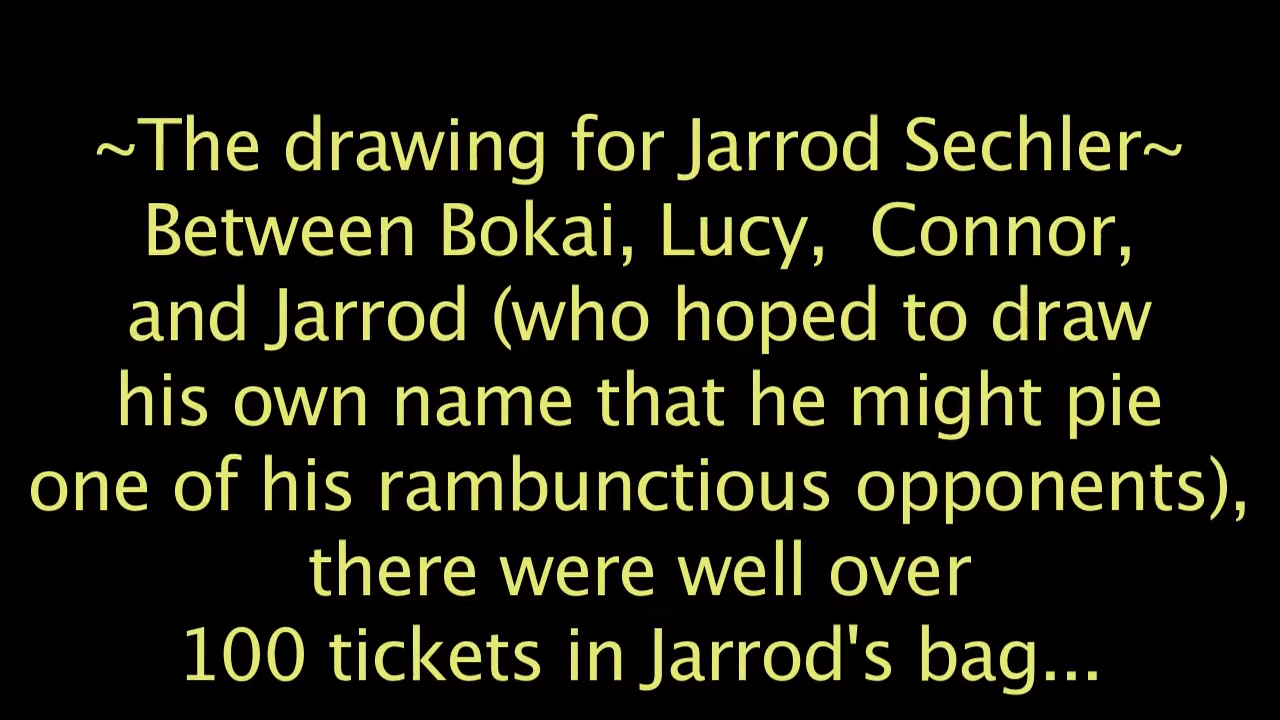 ~The drawing for Jarrod Sechler~
Between Bokai, Lucy,  Connor,
and Jarrod (who hoped to draw
his own name that he might pie
one of his rambunctious opponents),
there were well over
100 tickets in Jarrod's bag...